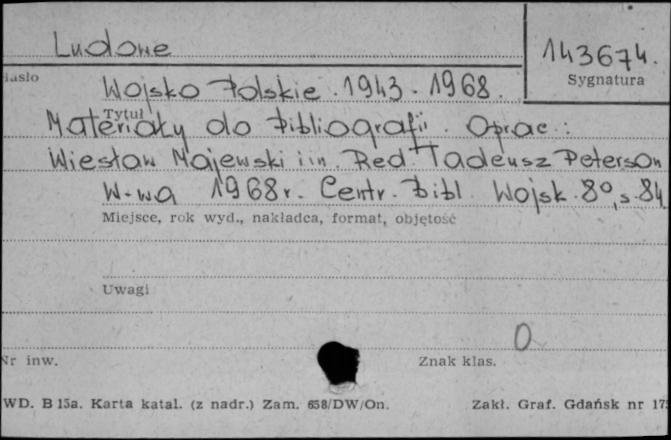 Ludowe
143674.
Hasło
Sygnatura
Wojsko Polskie. 1943-1968.
Tytuł
Materiały do bibliografii. Oprac.:
Wiesław Majewski i in. Red. Tadeusz Peterson
W-wa 1968 r. Centr. Bibl. Wojsk. 8°, s. 84.
Miejsce, rok wyd., nakładca, format, objętość
Uwagi
0
Nr inw.
Znak klas.
WD. B 15a. Karta katal. (z nadr.) Zam. 658/DW/On.
Zakł. Graf. Gdańsk nr 175